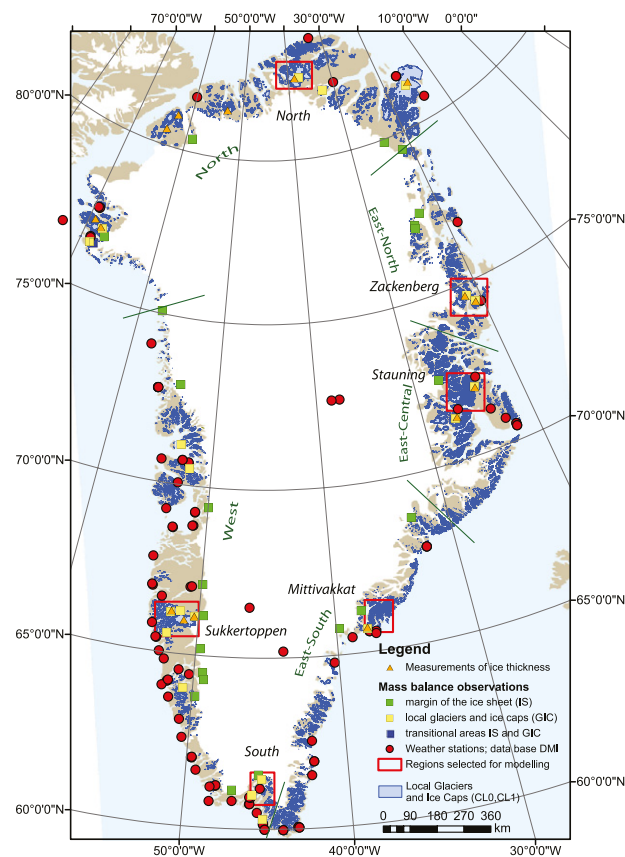 70°0'0"W 50°0'0"W 40°0'0"W 30°0'0"W 20°0'0"W 0°0'0"
80°0'0"N
North
North
East-North
75°0'0"N
Zackenberg
75°0'0"N
Stauning
East-Central
70°0'0"N
70°0'0"N
West
Mittivakkat
65°0'0"N
Sukkertoppen
65°0'0"N
East-South
Legend
Measurements of ice thickness
Mass balance observations
margin of the ice sheet (IS)
local glaciers and ice caps (GIC)
transitional areas IS and GIC
Weather stations; data base DMI
Regions selected for modelling
South
Local Glaciers
and Ice Caps (CL0,CL1)
60°0'0"N
60°0'0"N
0 90 180 270 360
km
50°0'0"W 40°0'0"W 300°0'0"W